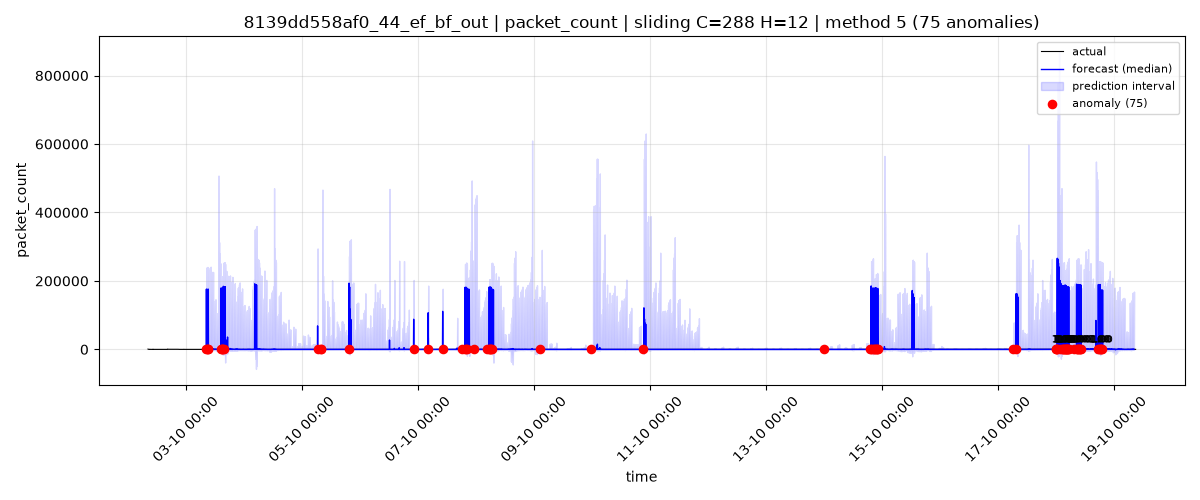 8139dd558af0_44_ef_bf_out | packet_count | sliding C=288 H=12 | method 5 (75 anomalies)
actual
forecast (median)
prediction interval
anomaly (75)
packet_count
800000
600000
400000
200000
0
03-10 00:00
05-10 00:00
07-10 00:00
09-10 00:00
11-10 00:00
13-10 00:00
15-10 00:00
17-10 00:00
19-10 00:00
time